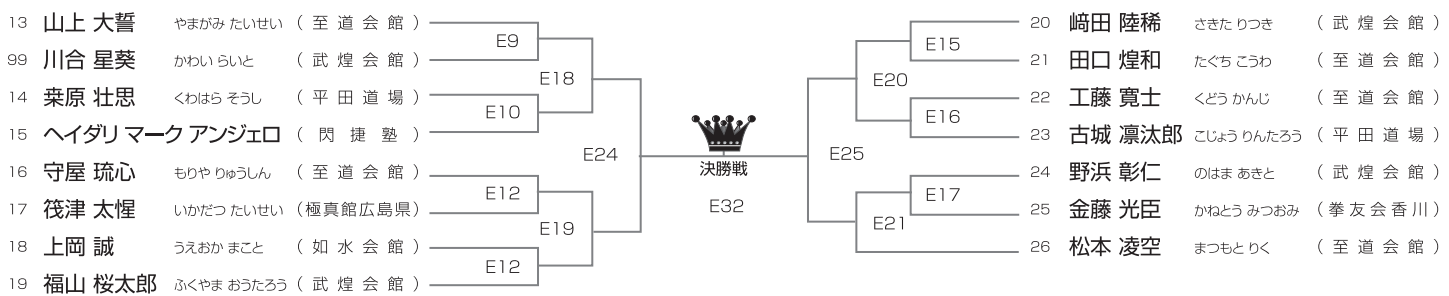 13 山上 大誓 やまがみ たいせい (至道会館)
99 川合 星葵 かわい らいと (武煌会館)
14 桒原 壮思 くわはら そうし (平田道場)
15 ヘイダリ マーク アンジェロ (閃捷塾)
16 守屋 琉心 もりや りゅうしん (至道会館)
17 筏津 太惺 いかだつ たいせい (極真館広島県)
18 上岡 誠 うえおか まこと (如水会館)
19 福山 桜太郎 ふくやま おうたろう (武煌会館)
E9
E10
E12
E12
E18
E19
E24
決勝戦
E32
E25
E20
E21
E15
E16
E17
20 﨑田 陸稀 さきた りつき (武煌会館)
21 田口 煌和 たぐち こうわ (至道会館)
22 工藤 寛士 くどう かんじ (至道会館)
23 古城 凛汰郎 こじょう りんたろう (平田道場)
24 野浜 彰仁 のはま あきと (武煌会館)
25 金藤 光臣 かねとう みつおみ (拳友会香川)
26 松本 凌空 まつもと りく (至道会館)